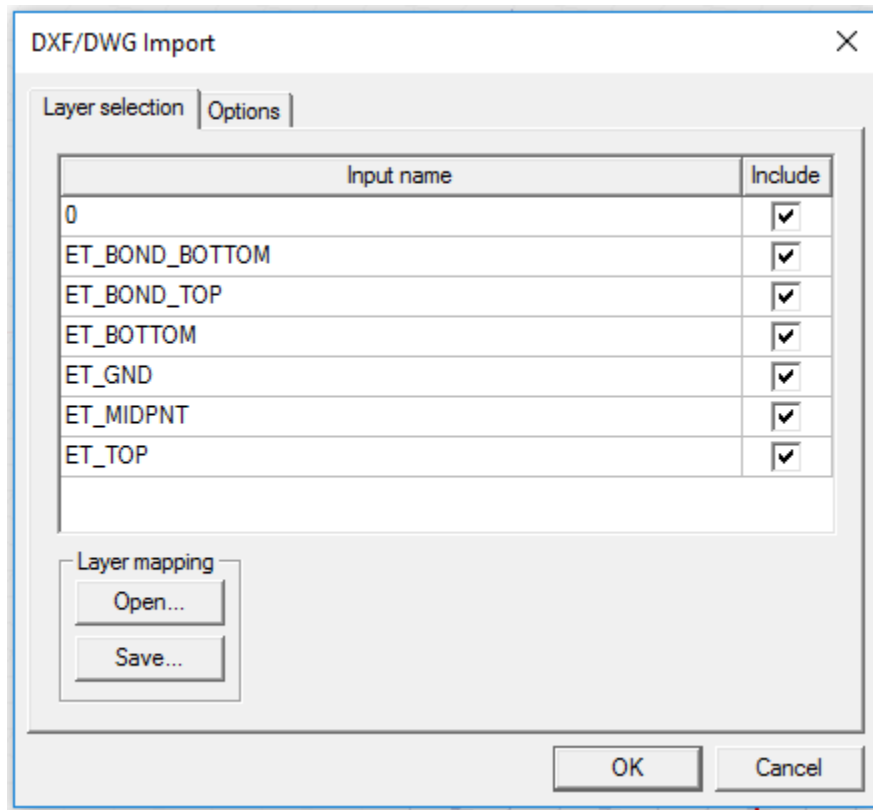 DXF/DWG Import
Layer selection Options
Input name Include
0
ET_BOND_BOTTOM
ET_BOND_TOP
ET_BOTTOM
ET_GND
ET_MIDPNT
ET_TOP
Layer mapping
Open...
Save...
OK Cancel